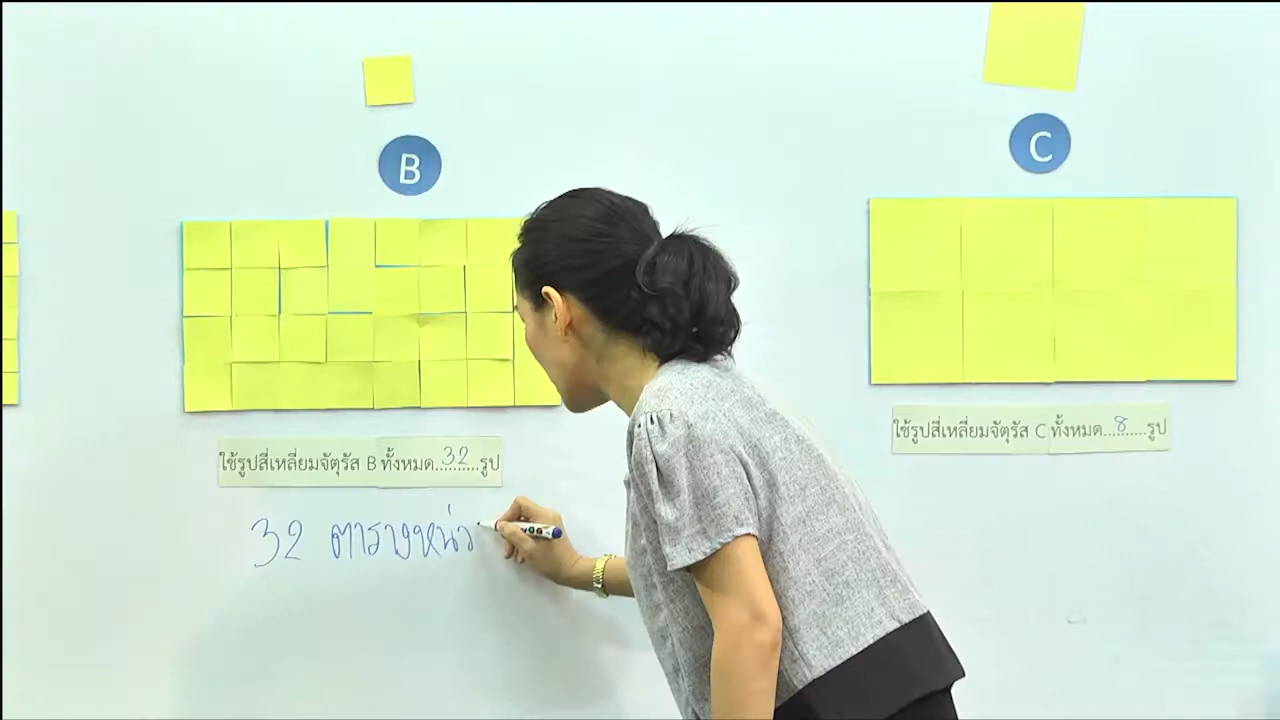 B
C
ใช้รูปสี่เหลี่ยมจัตุรัส B ทั้งหมด...32...รูป
ใช้รูปสี่เหลี่ยมจัตุรัส C ทั้งหมด...8...รูป
32 ตารางหน่ว